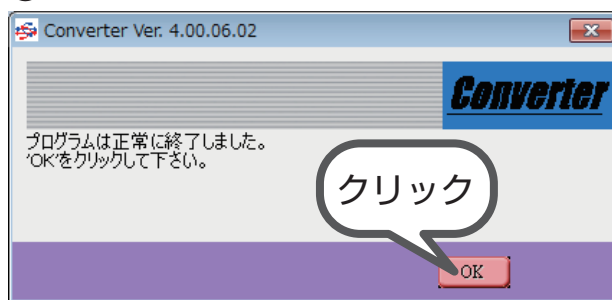 Converter Ver. 4.00.06.02
Converter
プログラムは正常に終了しました。
'OK'をクリックして下さい。
クリック
OK